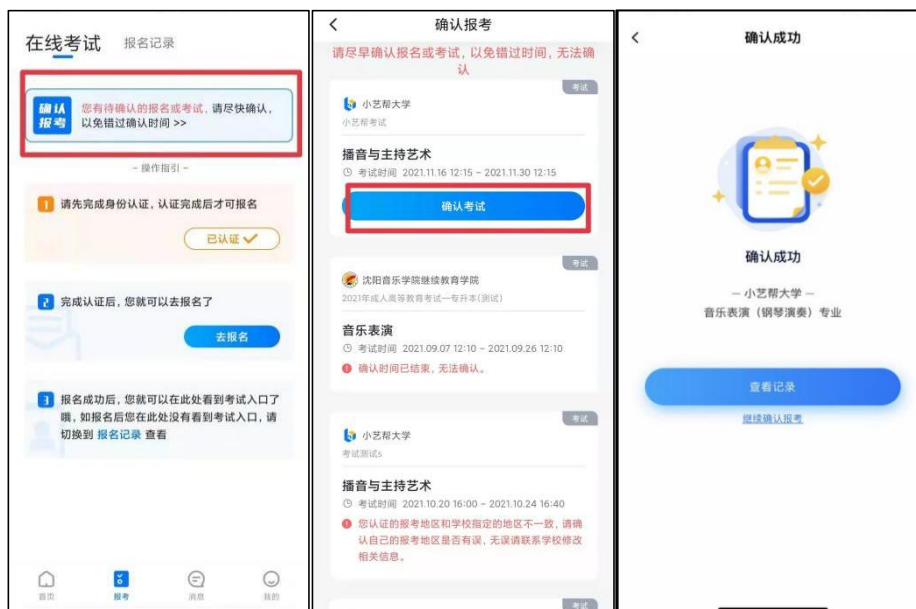 在线考试
报名记录
确认
报考
您有待确认的报名或考试，请尽快确认，
以免错过确认时间 >>
– 操作指引 –
1 请先完成身份认证，认证完成后才可报名
已认证
2 完成认证后，您就可以去报名了
去报名
3 报名成功后，您就可以在此处看到考试入口了
哦，如报名后您在此处没有看到考试入口，请
切换到 报名记录 查看
首页
报考
消息
我的
确认报考
请尽早确认报名或考试，以免错过时间，无法确
认
考试
小艺帮大学
小艺帮考试
播音与主持艺术
考试时间 2021.11.16 12:15 – 2021.11.30 12:15
确认考试
考试
沈阳音乐学院继续教育学院
2021年成人高等教育考试—专升本(测试)
音乐表演
考试时间 2021.09.07 12:10 – 2021.09.26 12:10
确认时间已结束，无法确认。
考试
小艺帮大学
考试测试s
播音与主持艺术
考试时间 2021.10.20 16:00 – 2021.10.24 16:40
您认证的报考地区和学校指定的地区不一致，请确
认自己的报考地区是否有误，无误请联系学校修改
相关信息。
考试
确认成功
确认成功
— 小艺帮大学 —
音乐表演（钢琴演奏）专业
查看记录
继续确认报考